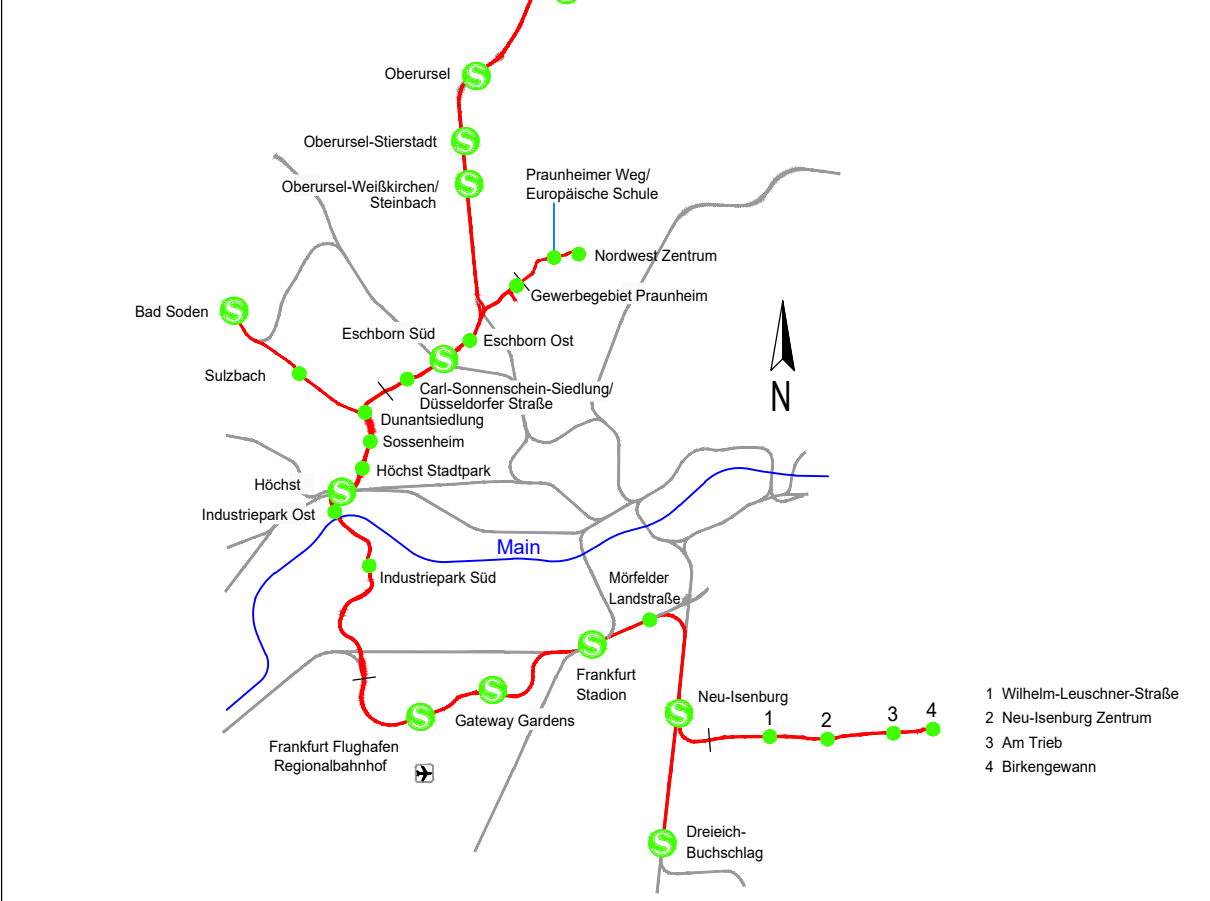 Oberursel
Oberursel-Stierstadt
Oberursel-Weißkirchen/
Steinbach
Praunheimer Weg/
Europäische Schule
Nordwest Zentrum
Gewerbegebiet Praunheim
Bad Soden
Eschborn Süd
Eschborn Ost
Sulzbach
Carl-Sonnenschein-Siedlung/
Düsseldorfer Straße
Dunantsiedlung
Sossenheim
Höchst Stadtpark
Höchst
Industriepark Ost
N
Main
Industriepark Süd
Mörfelder
Landstraße
Frankfurt
Stadion
Gateway Gardens
Frankfurt Flughafen
Regionalbahnhof
Neu-Isenburg
1 2 3 4
1 Wilhelm-Leuschner-Straße
2 Neu-Isenburg Zentrum
3 Am Trieb
4 Birkengewann
Dreieich-
Buchschlag
S
S
S
S
S
S
S
S
S
S
S